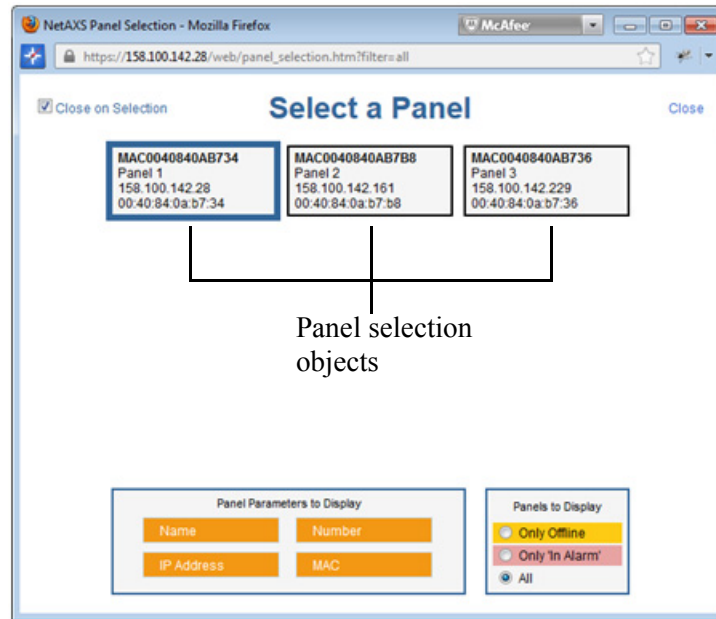 NetAXS Panel Selection - Mozilla Firefox
McAfee
https://158.100.142.28/web/panel_selection.htm?filter=all
Close on Selection
Select a Panel
Close
MAC0040840AB734
Panel 1
158.100.142.28
00:40:84:0a:b7:34
MAC0040840AB7B8
Panel 2
158.100.142.161
00:40:84:0a:b7:b8
MAC0040840AB736
Panel 3
158.100.142.229
00:40:84:0a:b7:36
Panel selection
objects
Panel Parameters to Display
Name
Number
IP Address
MAC
Panels to Display
Only Offline
Only 'In Alarm'
All